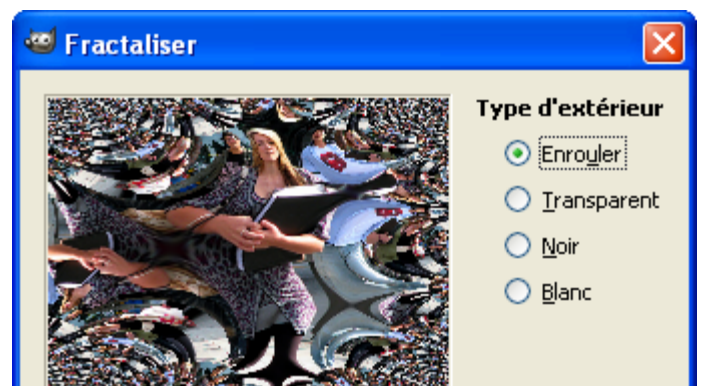 Fractaliser
Type d'extérieur
Enrouler
Transparent
Noir
Blanc